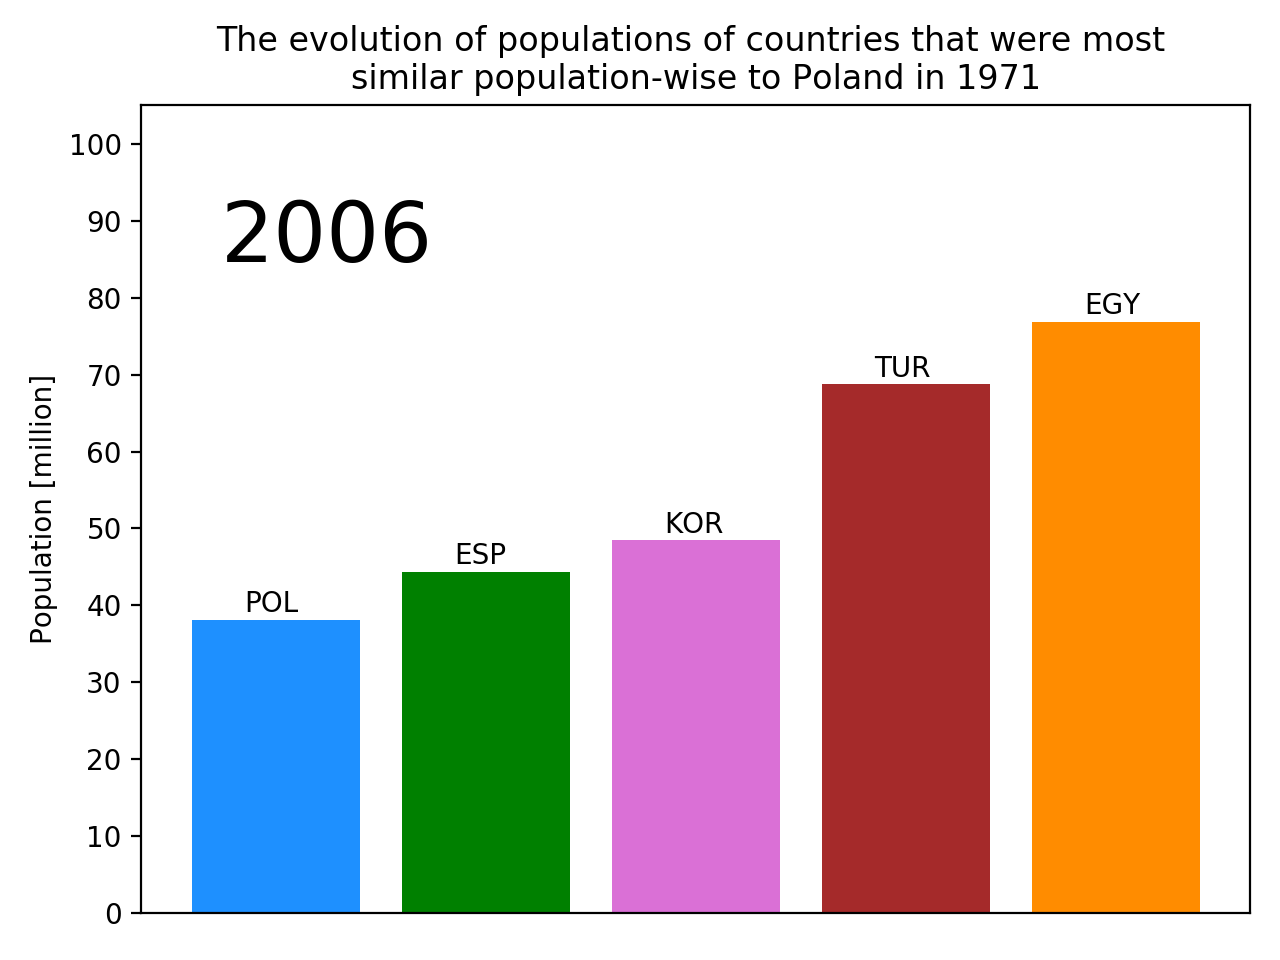 The evolution of populations of countries that were most
similar population-wise to Poland in 1971
2006
Population [million]
100
90
80
70
60
50
40
30
20
10
0
POL
ESP
KOR
TUR
EGY